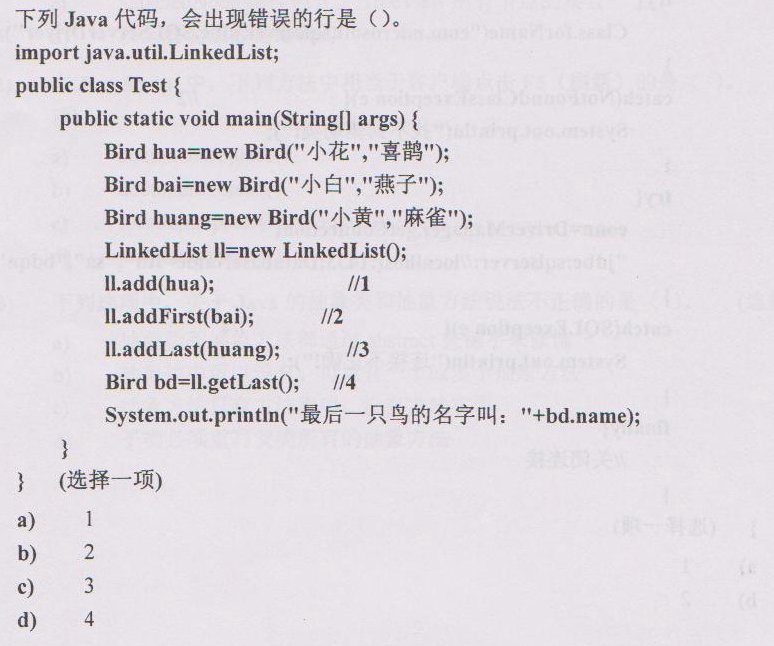 下列 Java 代码，会出现错误的行是（）。
import java.util.LinkedList;
public class Test {
public static void main(String[] args) {
Bird hua=new Bird("小花","喜鹊");
Bird bai=new Bird("小白","燕子");
Bird huang=new Bird("小黄","麻雀");
LinkedList ll=new LinkedList();
ll.add(hua); //1
ll.addFirst(bai); //2
ll.addLast(huang); //3
Bird bd=ll.getLast(); //4
System.out.println("最后一只鸟的名字叫："+bd.name);
}
} (选择一项)
a) 1
b) 2
c) 3
d) 4